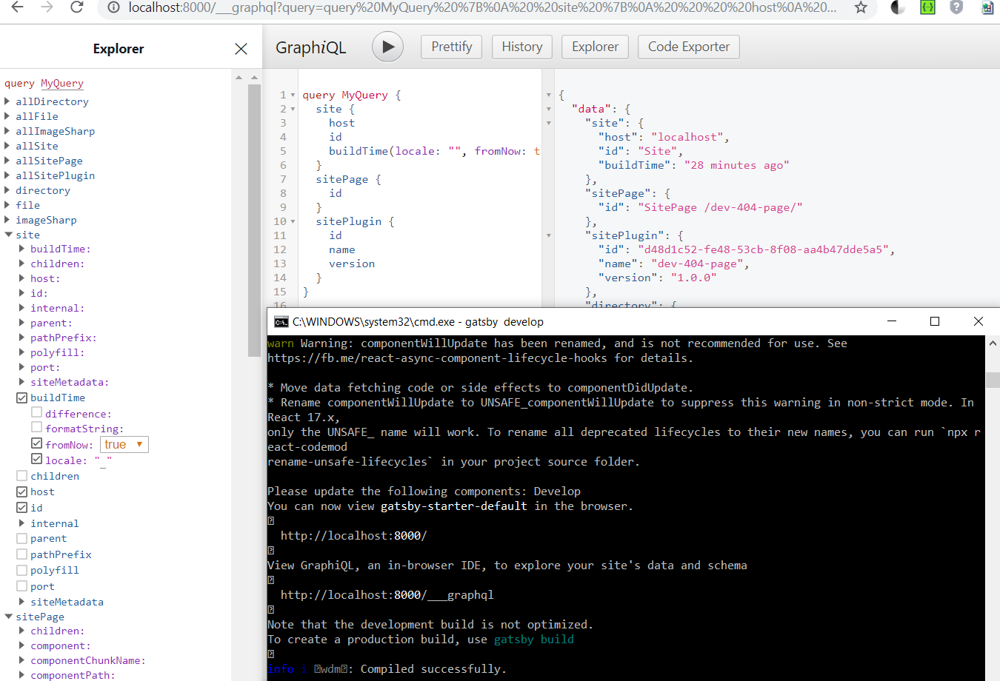 localhost:8000/___graphql?query=query%20MyQuery%20%7B%0A%20%20site%20%7B%0A%20%20%20%20host%0A%20...
Explorer
GraphiQL
Prettify
History
Explorer
Code Exporter
query MyQuery
allDirectory
allFile
allImageSharp
allSite
allSitePage
allSitePlugin
directory
file
imageSharp
site
buildTime:
children:
host:
id:
internal:
parent:
pathPrefix:
polyfill:
port:
siteMetadata:
buildTime
difference:
formatString:
fromNow: true
locale: "_"
children
host
id
internal
parent
pathPrefix
polyfill
port
siteMetadata
sitePage
children:
component:
componentChunkName:
componentPath:
1 query MyQuery {
2 site {
3 host
4 id
5 buildTime(locale: "", fromNow: t
6 }
7 sitePage {
8 id
9 }
10 sitePlugin {
11 id
12 name
13 version
14 }
15 }
16
{
"data": {
"site": {
"host": "localhost",
"id": "Site",
"buildTime": "28 minutes ago"
},
"sitePage": {
"id": "SitePage /dev-404-page/"
},
"sitePlugin": {
"id": "d48d1c52-fe48-53cb-8f08-aa4b47dde5a5",
"name": "dev-404-page",
"version": "1.0.0"
},
"directory": {
C:\WINDOWS\system32\cmd.exe - gatsby develop
warn Warning: componentWillUpdate has been renamed, and is not recommended for use. See
https://fb.me/react-async-component-lifecycle-hooks for details.
* Move data fetching code or side effects to componentDidUpdate.
* Rename componentWillUpdate to UNSAFE_componentWillUpdate to suppress this warning in non-strict mode. In
React 17.x,
only the UNSAFE_ name will work. To rename all deprecated lifecycles to their new names, you can run `npx r
eact-codemod
rename-unsafe-lifecycles` in your project source folder.
Please update the following components: Develop
You can now view gatsby-starter-default in the browser.
http://localhost:8000/
View GraphiQL, an in-browser IDE, to explore your site's data and schema
http://localhost:8000/___graphql
Note that the development build is not optimized.
To create a production build, use gatsby build
info i wdm: Compiled successfully.